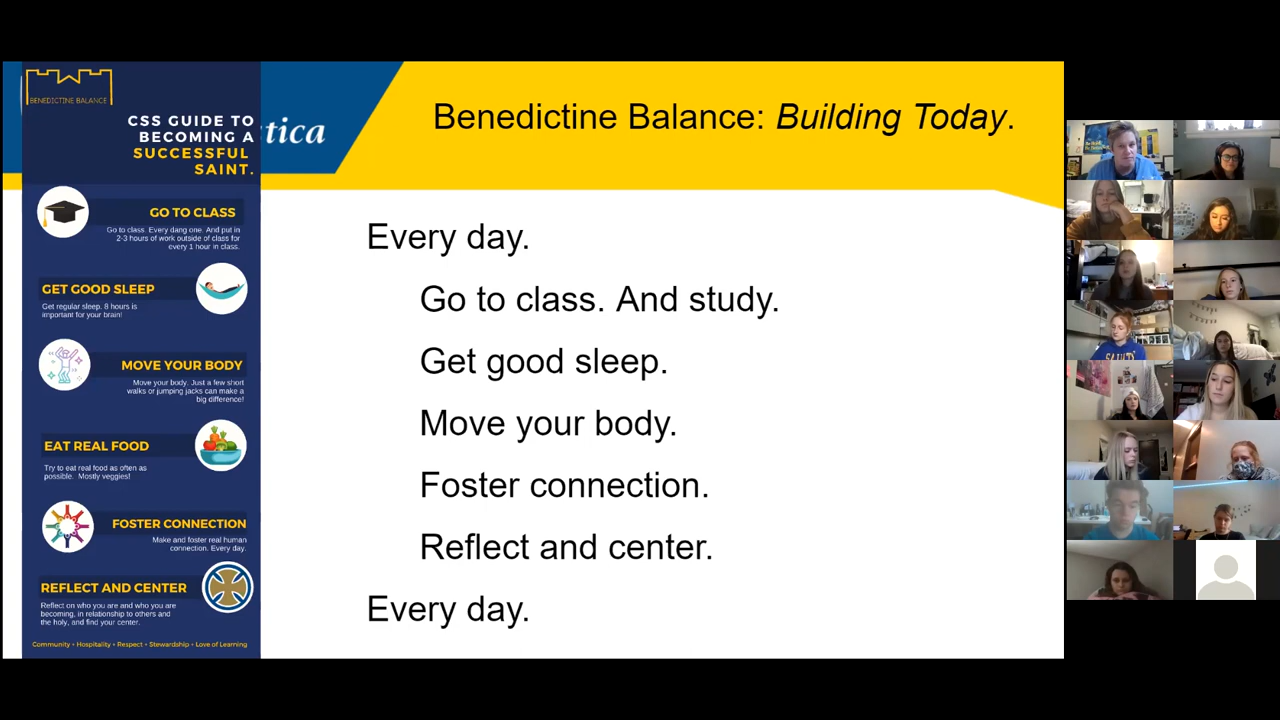 BENEDICTINE BALANCE
CSS GUIDE TO
BECOMING A
SUCCESSFUL
SAINT.
GO TO CLASS
Go to class. Every dang one. And put in
2-3 hours of work outside of class for
every 1 hour in class.
GET GOOD SLEEP
Get regular sleep. 8 hours is
important for your brain!
MOVE YOUR BODY
Move your body. Just a few short
walks or jumping jacks can make a
big difference!
EAT REAL FOOD
Try to eat real food as often as
possible. Mostly veggies!
FOSTER CONNECTION
Make and foster real human
connection. Every day.
REFLECT AND CENTER
Reflect on who you are and who you are
becoming, in relationship to others and
the holy, and find your center.
Community + Hospitality + Respect + Stewardship + Love of Learning
tica
Benedictine Balance: Building Today.
Every day.
Go to class. And study.
Get good sleep.
Move your body.
Foster connection.
Reflect and center.
Every day.